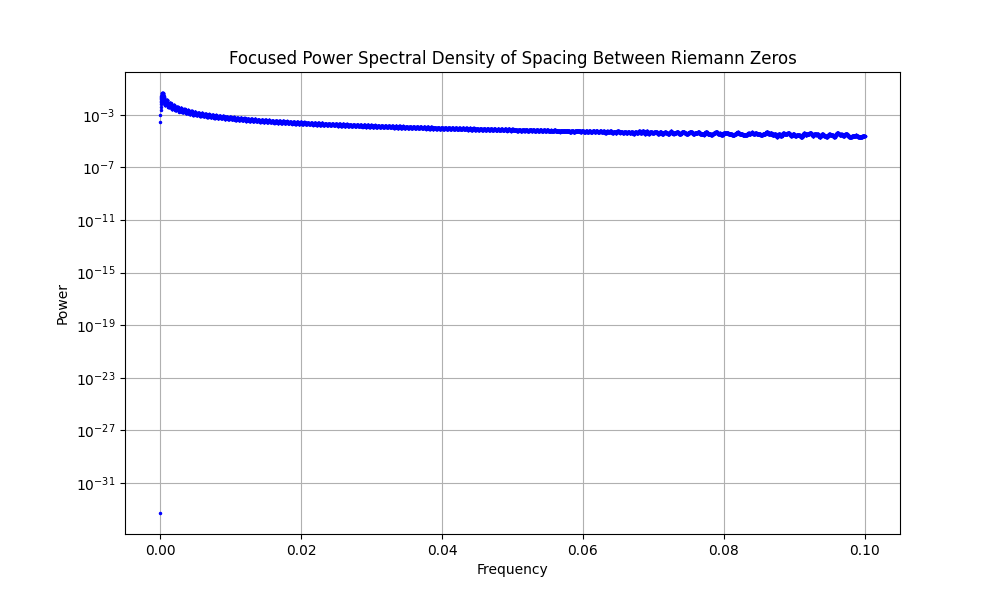 Focused Power Spectral Density of Spacing Between Riemann Zeros
10⁻³
10⁻⁷
10⁻¹¹
10⁻¹⁵
10⁻¹⁹
10⁻²³
10⁻²⁷
10⁻³¹
Power
0.00 0.02 0.04 0.06 0.08 0.10
Frequency